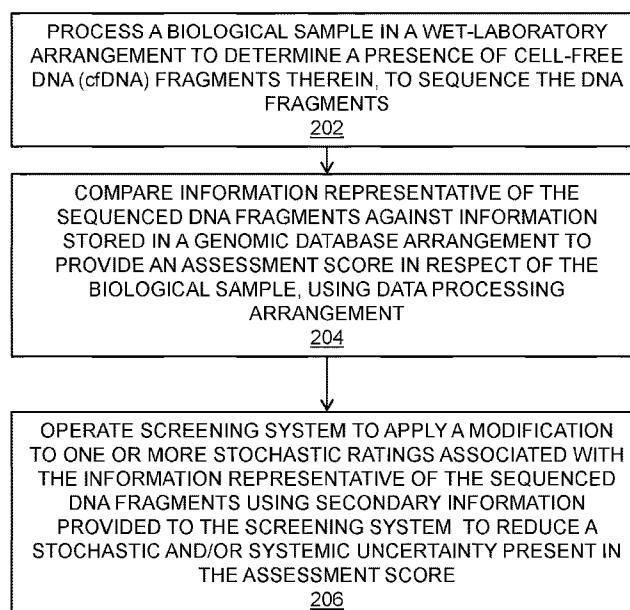 PROCESS A BIOLOGICAL SAMPLE IN A WET-LABORATORY
ARRANGEMENT TO DETERMINE A PRESENCE OF CELL-FREE
DNA (cfDNA) FRAGMENTS THEREIN, TO SEQUENCE THE DNA
FRAGMENTS
202
COMPARE INFORMATION REPRESENTATIVE OF THE
SEQUENCED DNA FRAGMENTS AGAINST INFORMATION
STORED IN A GENOMIC DATABASE ARRANGEMENT TO
PROVIDE AN ASSESSMENT SCORE IN RESPECT OF THE
BIOLOGICAL SAMPLE, USING DATA PROCESSING
ARRANGEMENT
204
OPERATE SCREENING SYSTEM TO APPLY A MODIFICATION
TO ONE OR MORE STOCHASTIC RATINGS ASSOCIATED WITH
THE INFORMATION REPRESENTATIVE OF THE SEQUENCED
DNA FRAGMENTS USING SECONDARY INFORMATION
PROVIDED TO THE SCREENING SYSTEM TO REDUCE A
STOCHASTIC AND/OR SYSTEMIC UNCERTAINTY PRESENT IN
THE ASSESSMENT SCORE
206